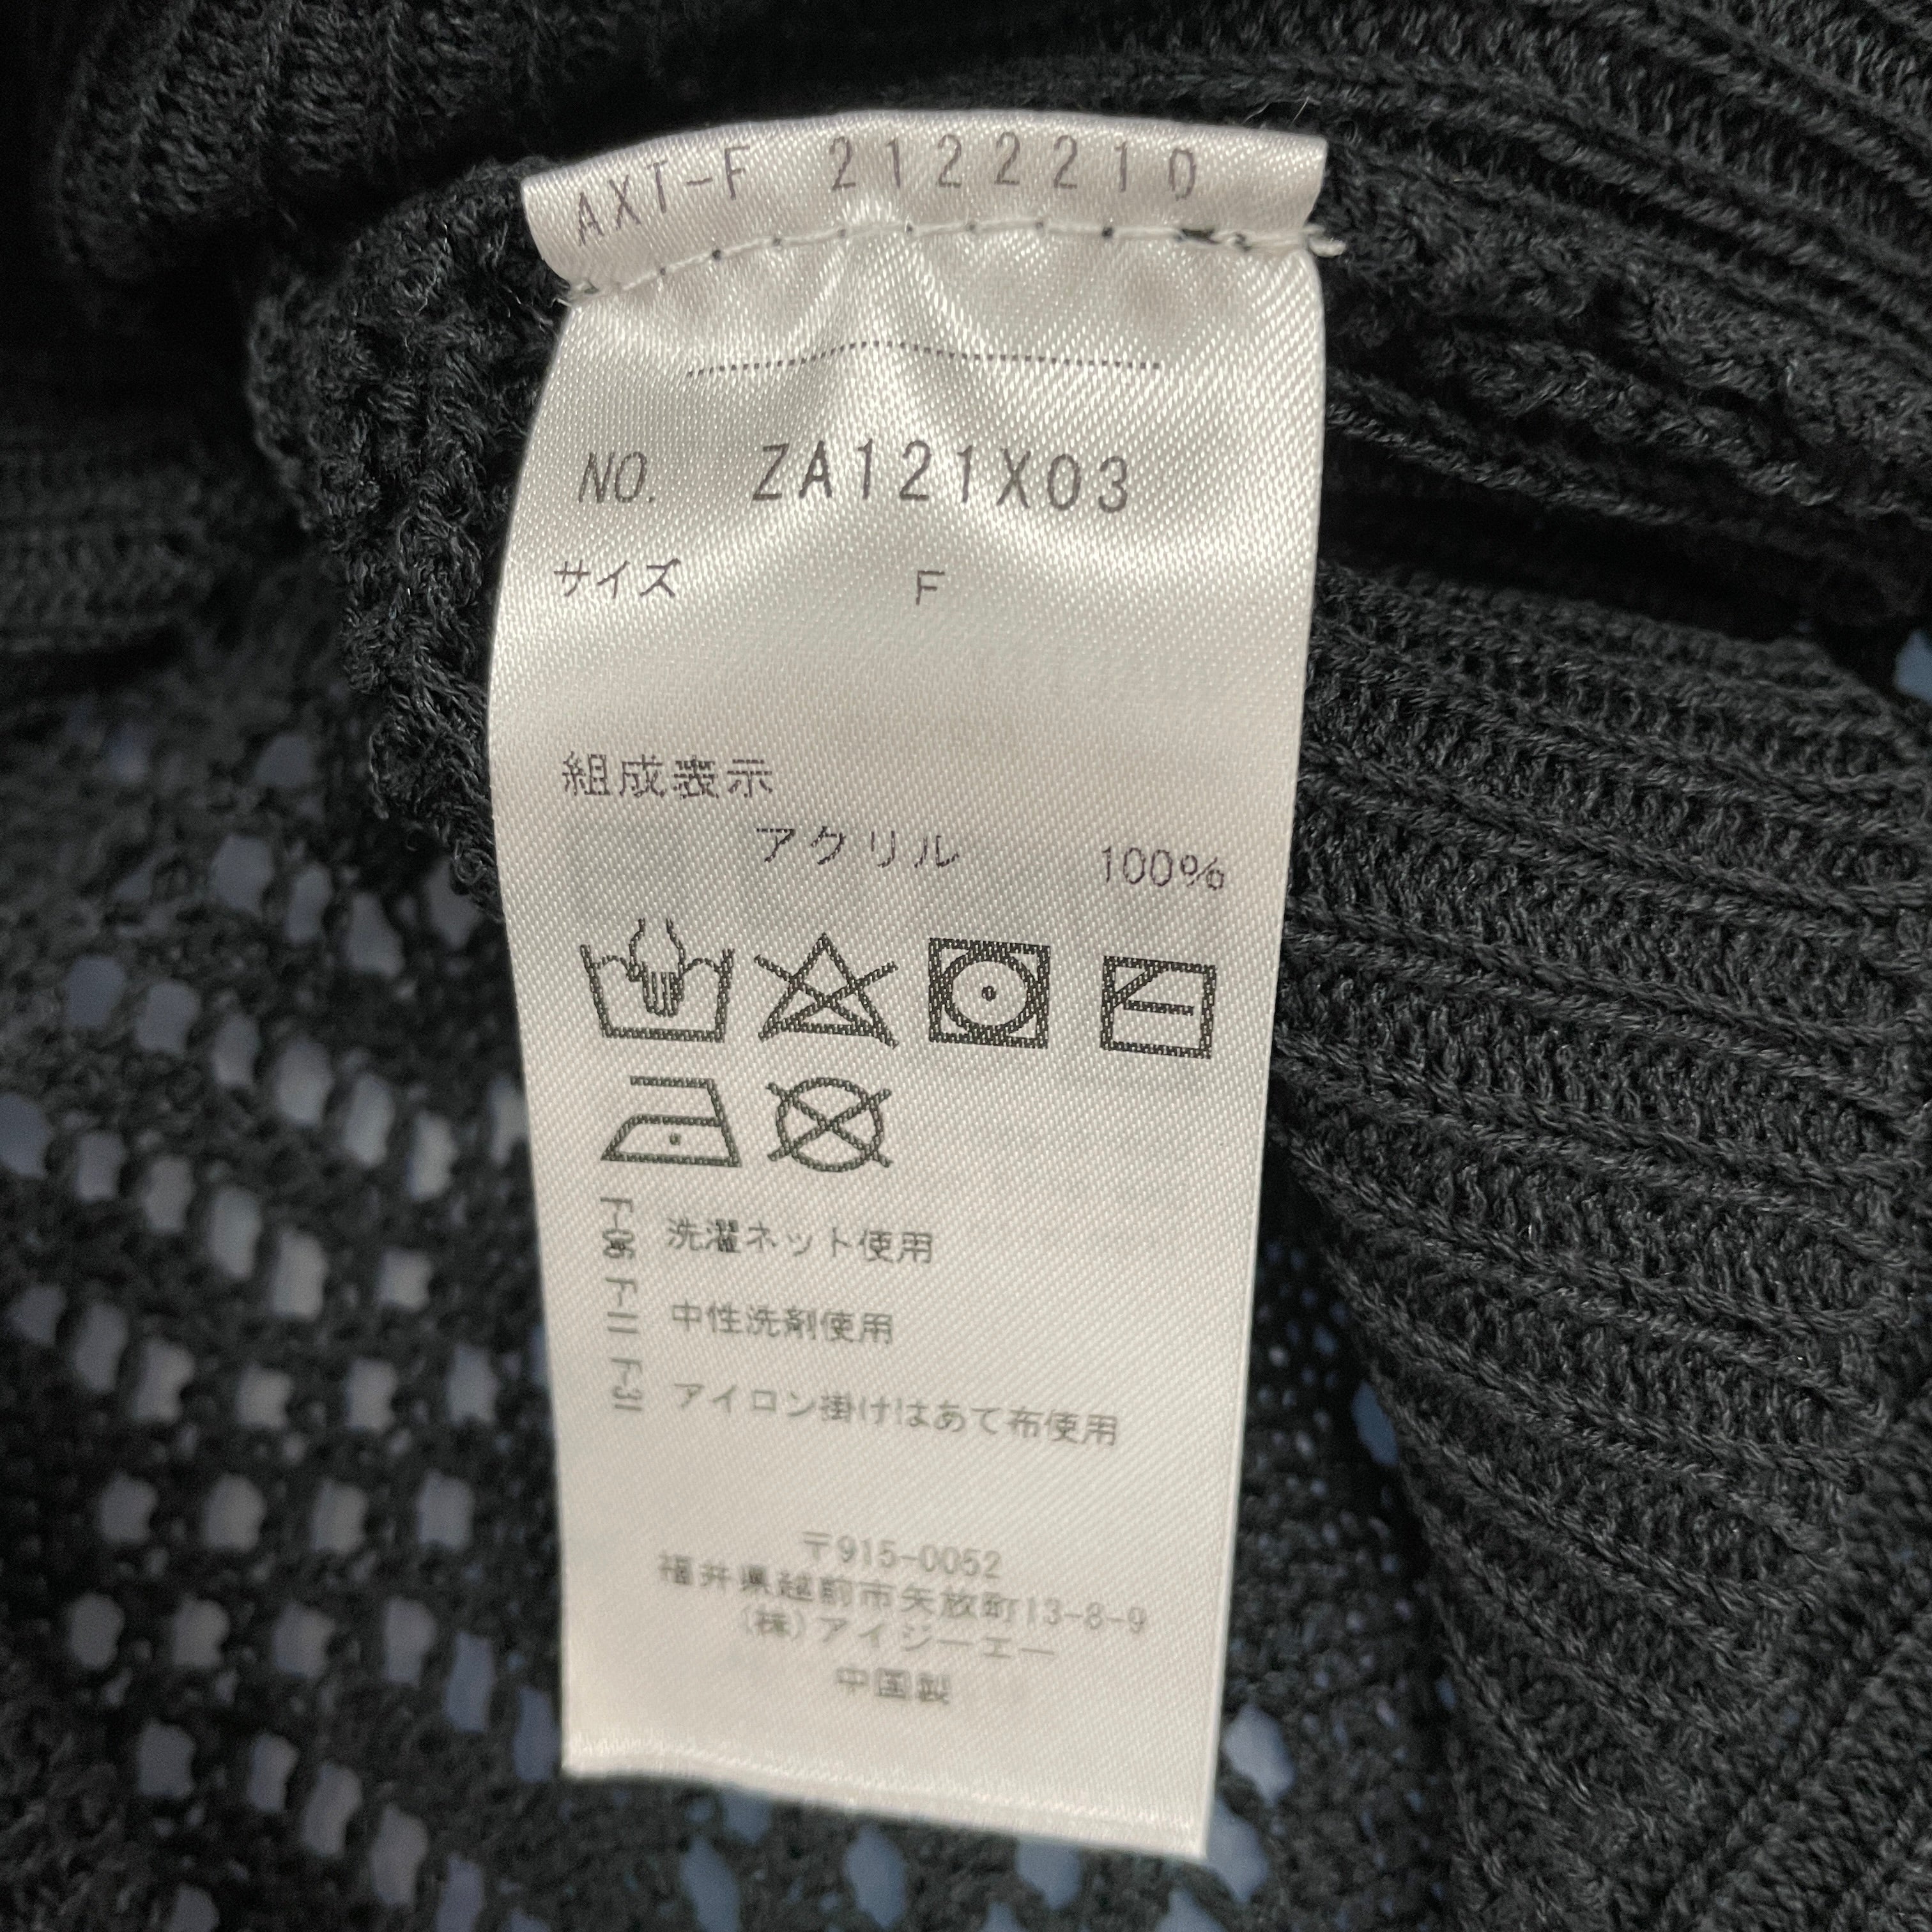 AXT-F 2122210
NO. ZA121X03
サイズ F
組成表示
アクリル 100%
F-06 洗濯ネット使用
F-11 中性洗剤使用
F-31 アイロン掛けはあて布使用
〒915-0052
福井県越前市矢放町13-8-9
(株)アイジーエー
中国製